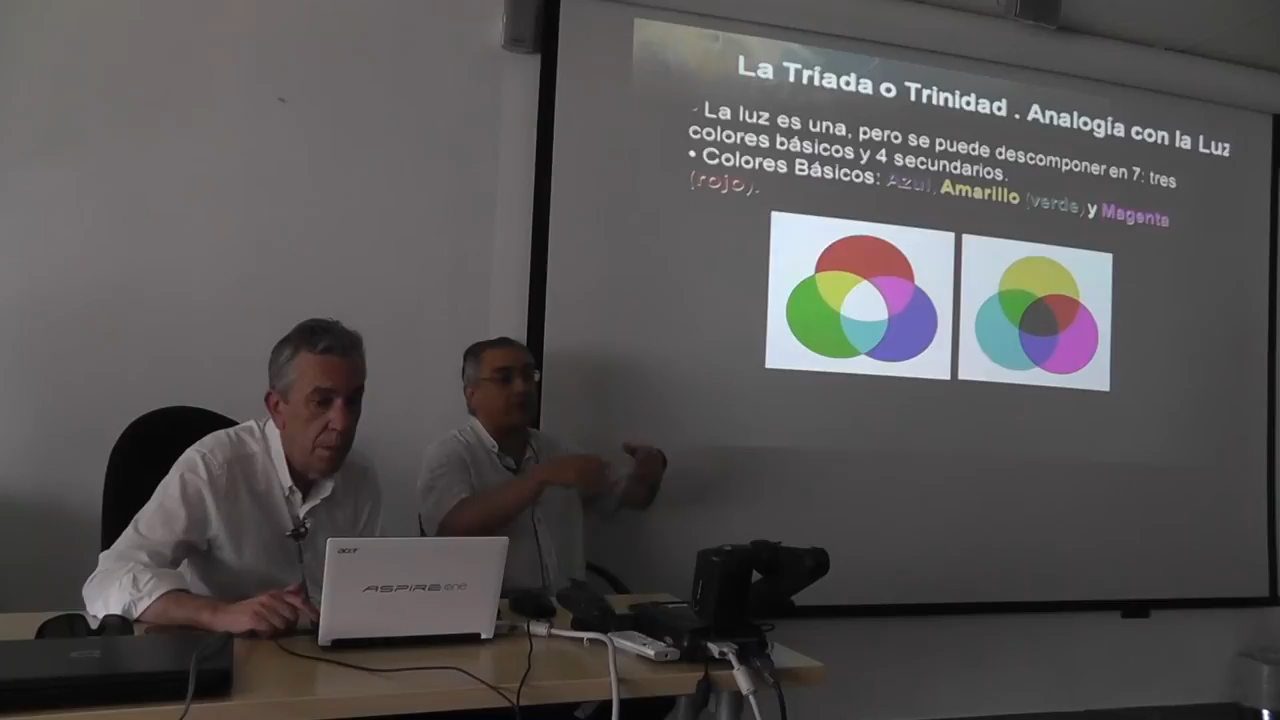 La Tríada o Trinidad . Analogía con la Luz
La luz es una, pero se puede descomponer en 7: tres
colores básicos y 4 secundarios.
• Colores Básicos: Azul, Amarillo (verde) y Magenta
(rojo).
acer
ASPIRE one